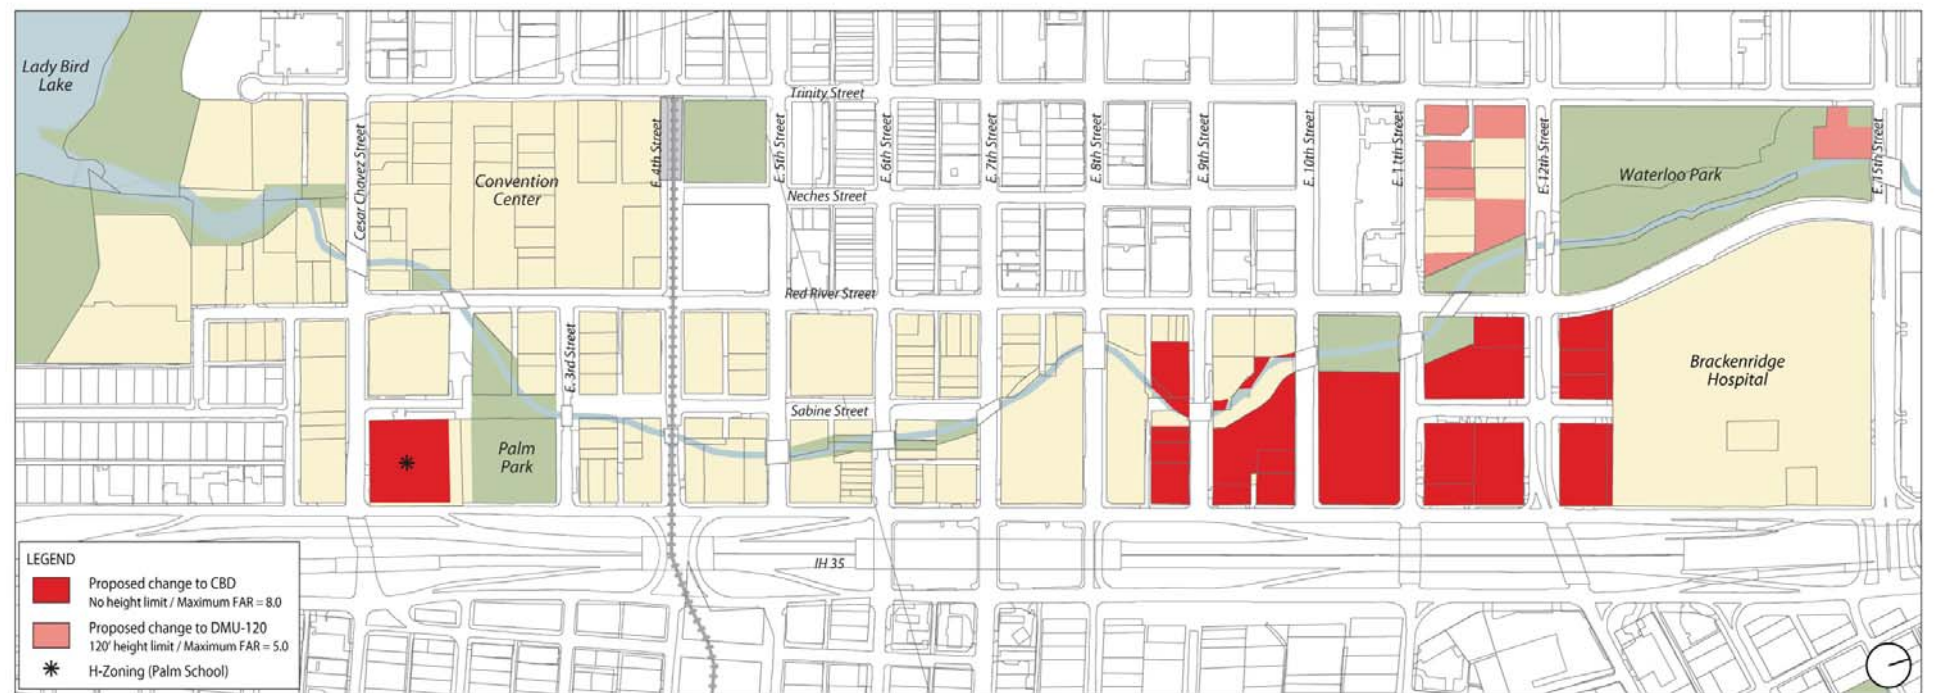 Lady Bird
Lake
Trinity Street
Cesar Chavez Street
E. 4th Street
E. 5th Street
E. 6th Street
E. 7th Street
E. 8th Street
E. 9th Street
E. 10th Street
E. 11th Street
E. 12th Street
E. 15th Street
Convention
Center
Waterloo Park
Neches Street
Red River Street
E. 3rd Street
Brackenridge
Hospital
Sabine Street
*
Palm
Park
IH 35
LEGEND
Proposed change to CBD
No height limit / Maximum FAR = 8.0
Proposed change to DMU-120
120' height limit / Maximum FAR = 5.0
* H-Zoning (Palm School)